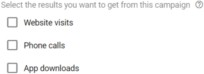 Select the results you want to get from this campaign
Website visits
Phone calls
App downloads